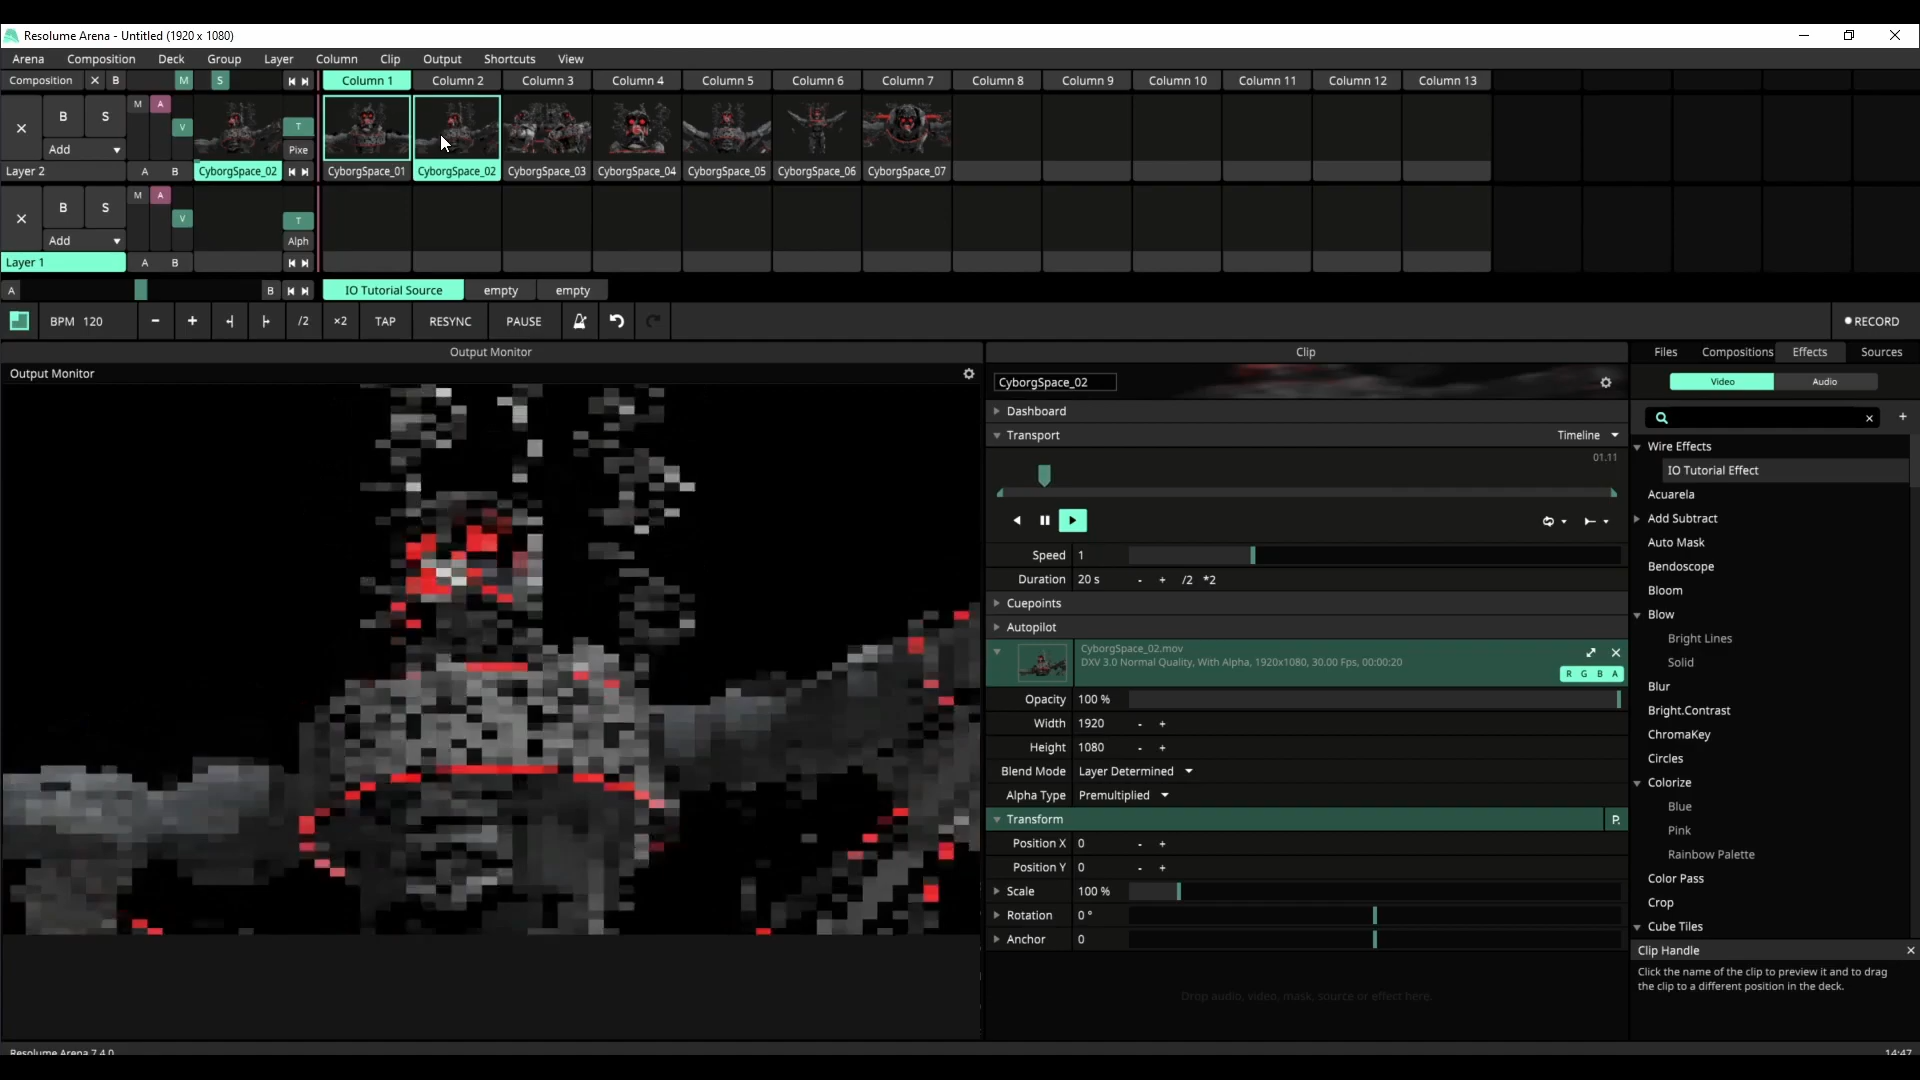 Resolume Arena - Untitled (1920 x 1080)
Arena Composition Deck Group Layer Column Clip Output Shortcuts View
Composition B M S Column 1 Column 2 Column 3 Column 4 Column 5 Column 6 Column 7 Column 8 Column 9 Column 10 Column 11 Column 12 Column 13
M A
B S V T
Add Pixe
Layer 2 A B CyborgSpace_02 CyborgSpace_01 CyborgSpace_02 CyborgSpace_03 CyborgSpace_04 CyborgSpace_05 CyborgSpace_06 CyborgSpace_07
M A
B S V T
Add Alph
Layer 1 A B
A B IO Tutorial Source empty empty
BPM 120 - + /2 ×2 TAP RESYNC PAUSE RECORD
Output Monitor
Output Monitor
Clip
CyborgSpace_02
Dashboard
Transport Timeline
01.11
Speed 1
Duration 20 s - + /2 *2
Cuepoints
Autopilot
CyborgSpace_02.mov
DXV 3.0 Normal Quality, With Alpha, 1920x1080, 30.00 Fps, 00:00:20
R G B A
Opacity 100 %
Width 1920 - +
Height 1080 - +
Blend Mode Layer Determined
Alpha Type Premultiplied
Transform P.
Position X 0 - +
Position Y 0 - +
Scale 100 %
Rotation 0 °
Anchor 0
Drop audio, video, mask, source or effect here.
Files Compositions Effects Sources
Video Audio
Wire Effects
IO Tutorial Effect
Acuarela
Add Subtract
Auto Mask
Bendoscope
Bloom
Blow
Bright Lines
Solid
Blur
Bright.Contrast
ChromaKey
Circles
Colorize
Blue
Pink
Rainbow Palette
Color Pass
Crop
Cube Tiles
Clip Handle
Click the name of the clip to preview it and to drag
the clip to a different position in the deck.
Resolume Arena 7.4.0 14:47